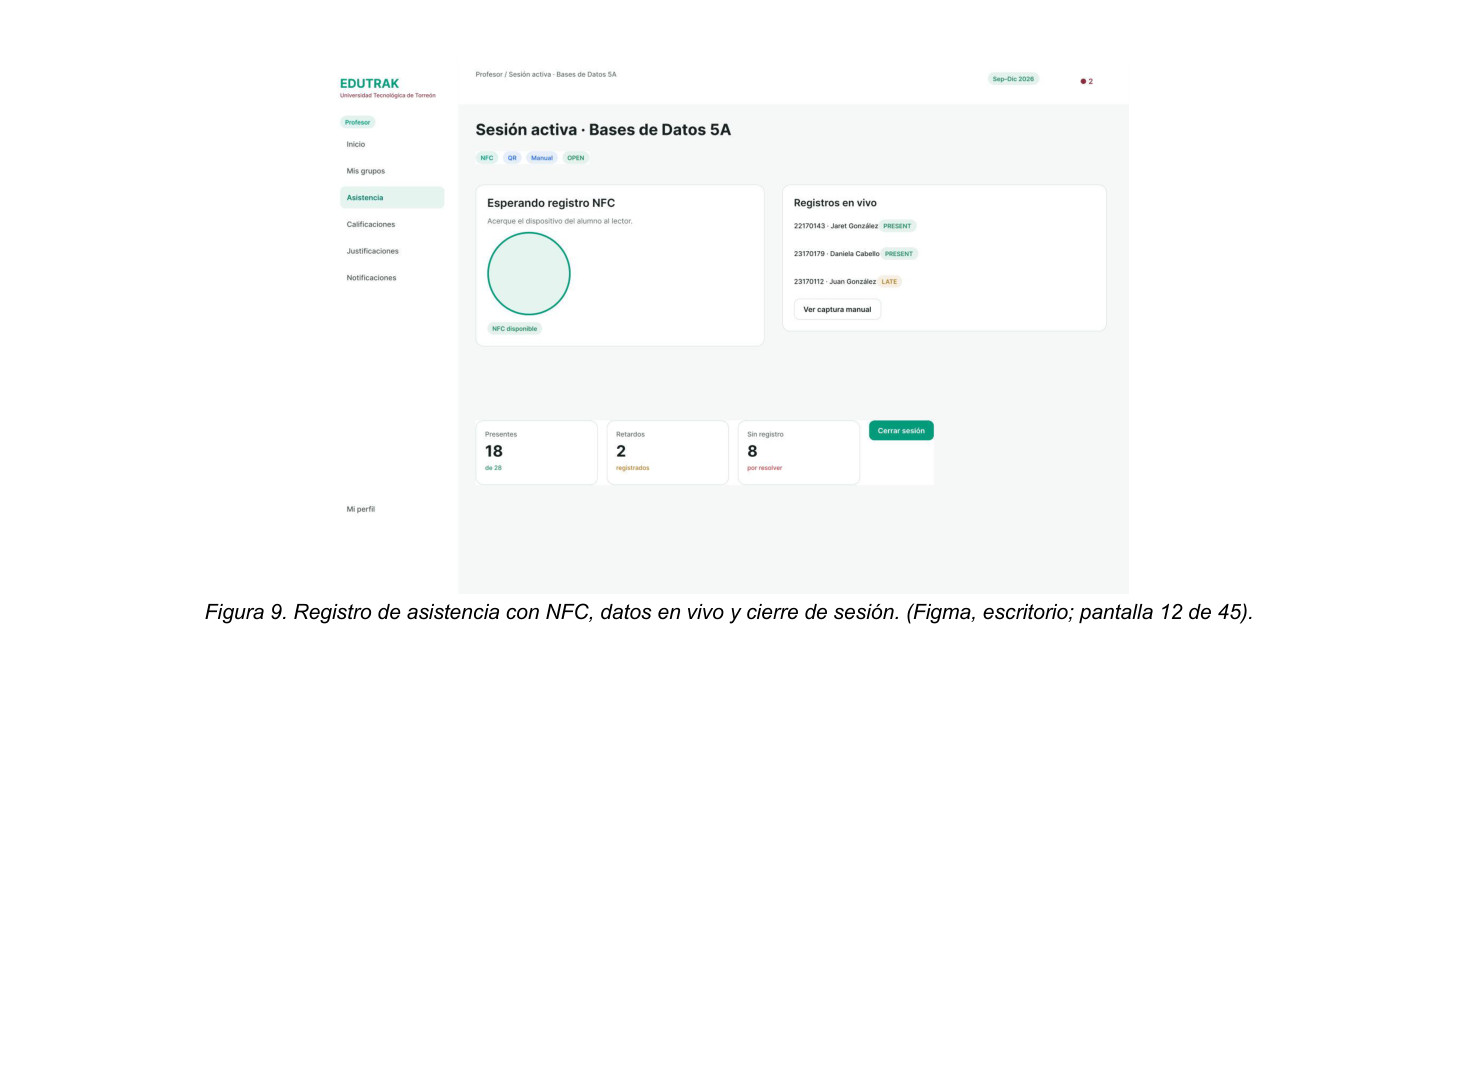 EDUTRAK
Universidad Tecnológica de Torreón
Profesor
Inicio
Mis grupos
Asistencia
Calificaciones
Justificaciones
Notificaciones
Mi perfil
Profesor / Sesión activa · Bases de Datos 5A
Sep-Dic 2026
2
Sesión activa · Bases de Datos 5A
NFC QR Manual OPEN
Esperando registro NFC
Acerque el dispositivo del alumno al lector.
NFC disponible
Registros en vivo
22170143 · Jaret González PRESENT
23170179 · Daniela Cabello PRESENT
23170112 · Juan González LATE
Ver captura manual
Presentes
18
de 28
Retardos
2
registrados
Sin registro
8
por resolver
Cerrar sesión
Figura 9. Registro de asistencia con NFC, datos en vivo y cierre de sesión. (Figma, escritorio; pantalla 12 de 45).